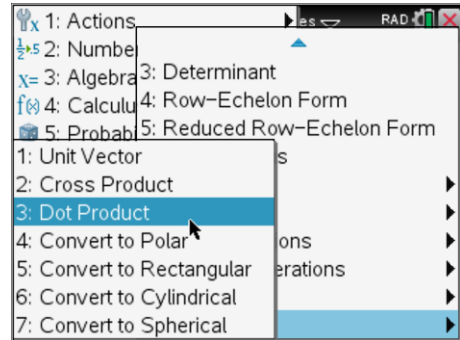 1: Actions
es
RAD
2: Number
3: Algebra
4: Calculu
5: Probabi
3: Determinant
4: Row-Echelon Form
5: Reduced Row-Echelon Form
s
ons
erations
1: Unit Vector
2: Cross Product
3: Dot Product
4: Convert to Polar
5: Convert to Rectangular
6: Convert to Cylindrical
7: Convert to Spherical